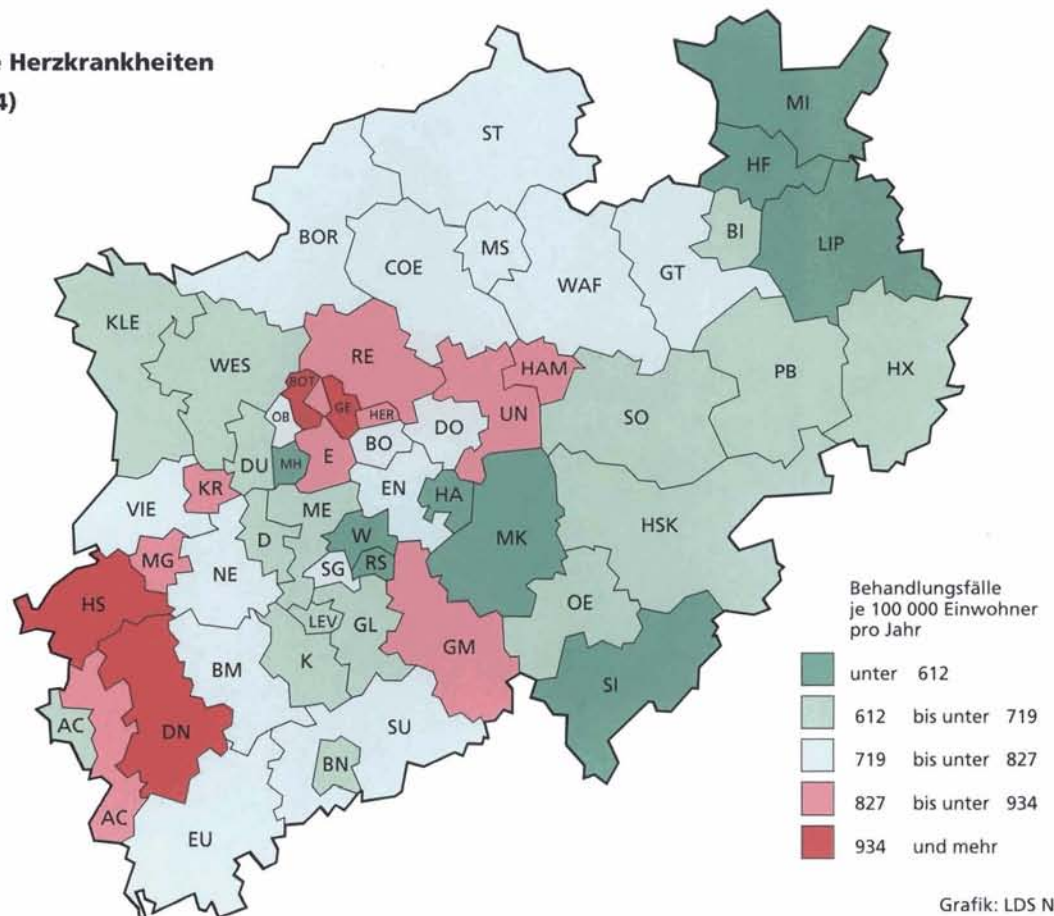 Herzkrankheiten
4)
ST
MI
HF
BI
LIP
BOR
COE
MS
WAF
GT
KLE
WES
RE
HAM
PB
HX
BOT
GE
OB
HER
UN
SO
BO
DO
DU
MH
E
KR
EN
HA
VIE
ME
HSK
D
W
MK
MG
NE
SG
RS
HS
OE
LEV
GL
K
GM
BM
SI
AC
DN
SU
BN
AC
EU
Behandlungsfälle
je 100 000 Einwohner
pro Jahr
unter 612
612 bis unter 719
719 bis unter 827
827 bis unter 934
934 und mehr
Grafik: LDS N